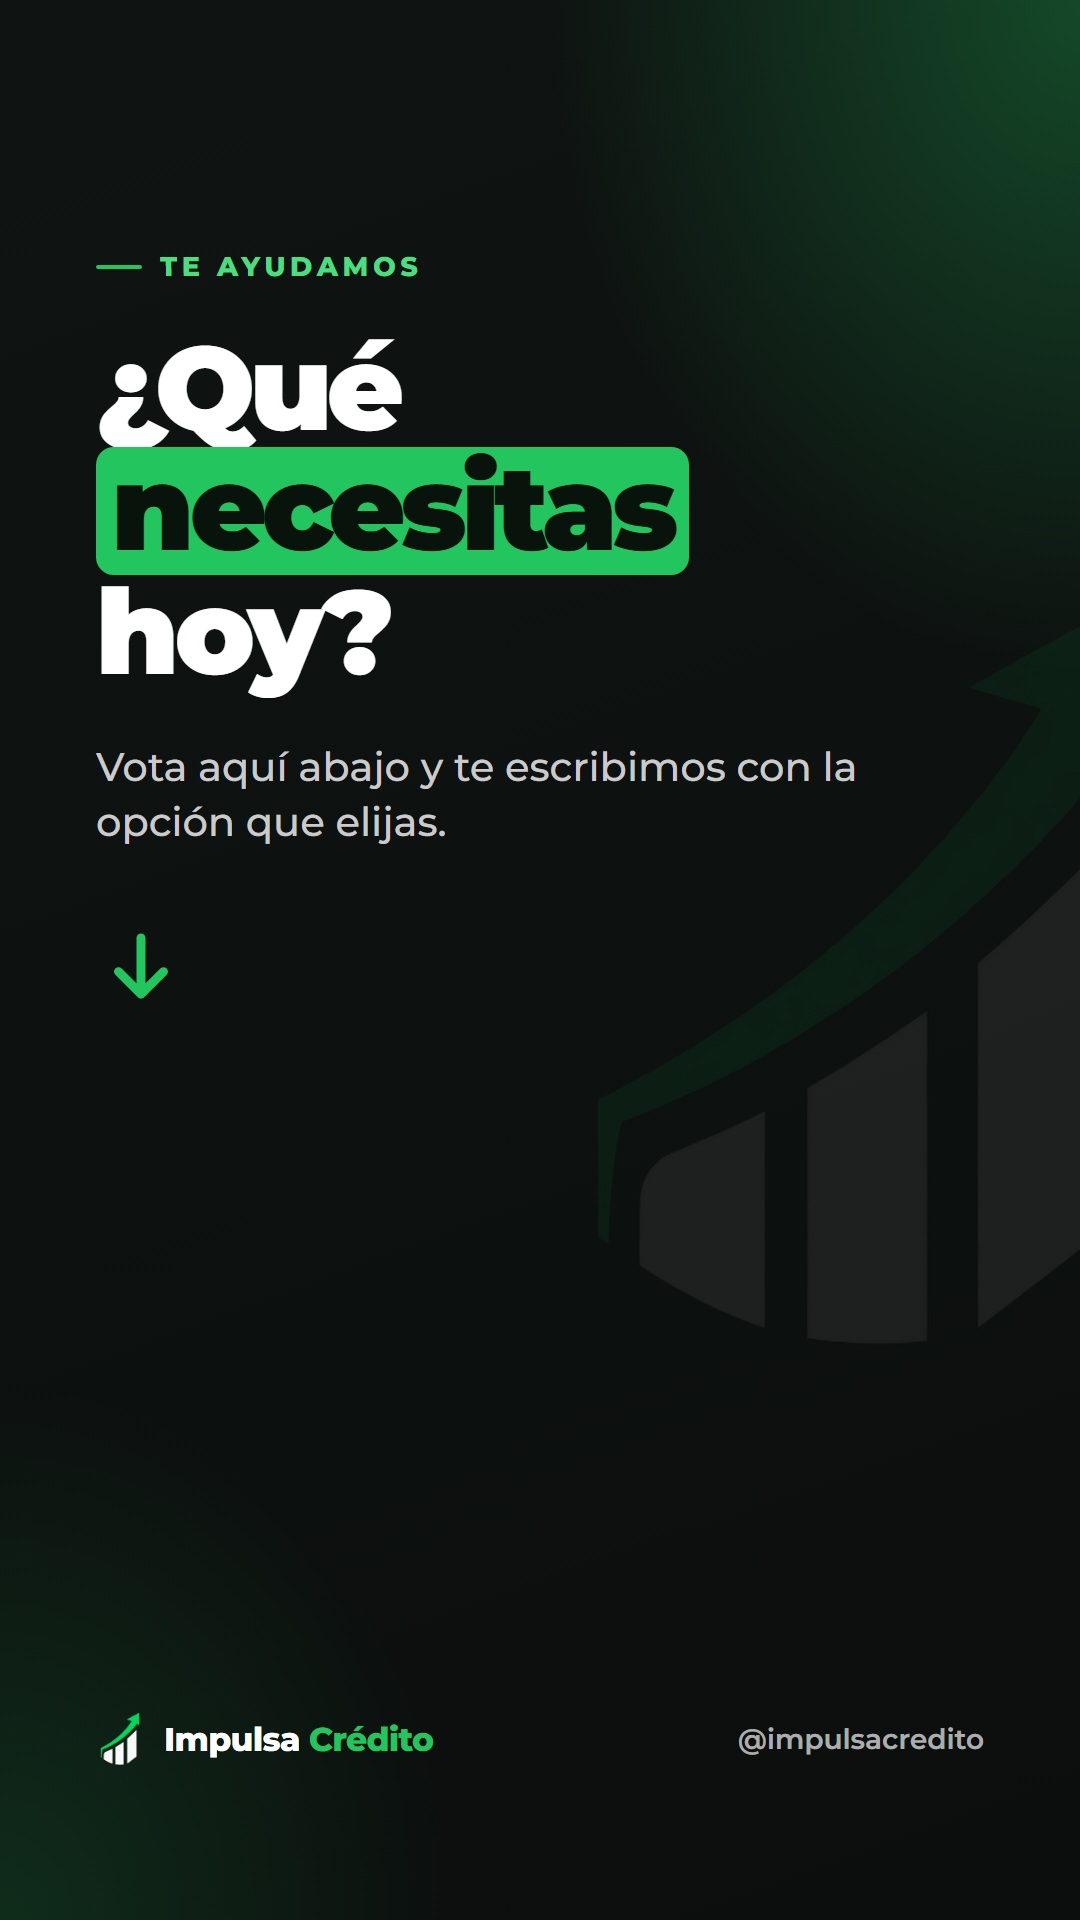 TE AYUDAMOS
¿Qué
necesitas
hoy?
Vota aquí abajo y te escribimos con la
opción que elijas.
Impulsa Crédito
@impulsacredito